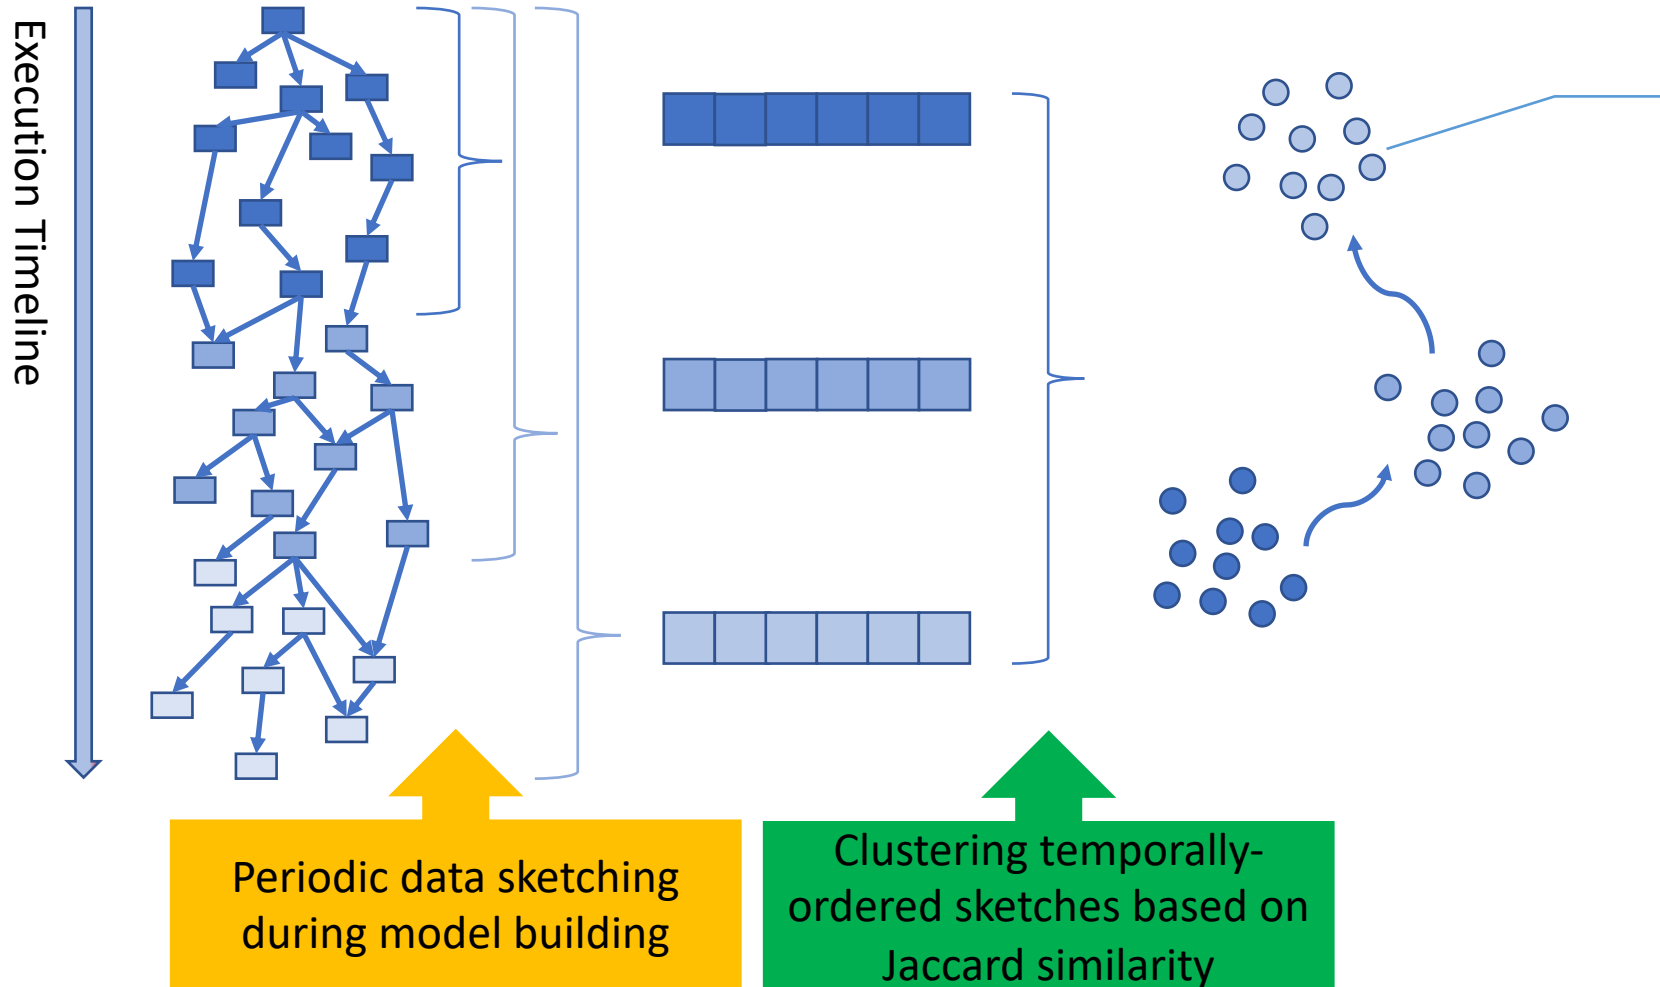 Execution Timeline
Periodic data sketching
during model building
Clustering temporally-
ordered sketches based on
Jaccard similarity